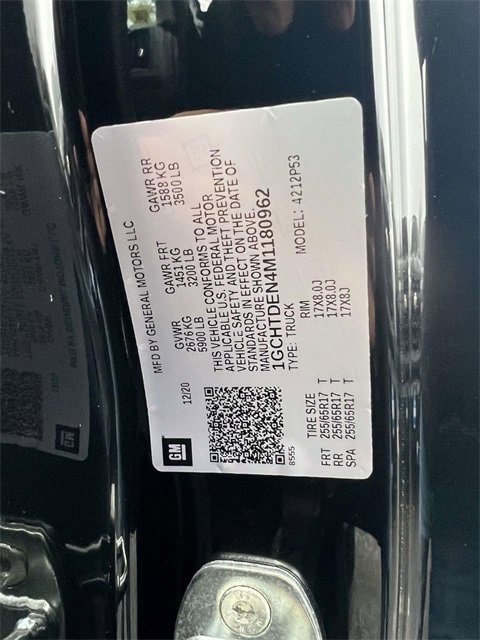 GM
MFD BY GENERAL MOTORS LLC
12/20
GVWR GAWR FRT GAWR RR
2676 KG 1451 KG 1588 KG
5900 LB 3200 LB 3500 LB
THIS VEHICLE CONFORMS TO ALL
APPLICABLE U.S. FEDERAL MOTOR
VEHICLE SAFETY AND THEFT PREVENTION
STANDARDS IN EFFECT ON THE DATE OF
MANUFACTURE SHOWN ABOVE.
1GCHTDEN4M1180962
TYPE: TRUCK MODEL: 4212P53
8555
TIRE SIZE RIM
FRT 255/65R17 T 17X8.0J
RR 255/65R17 T 17X8.0J
SPA 255/65R17 T 17X8J